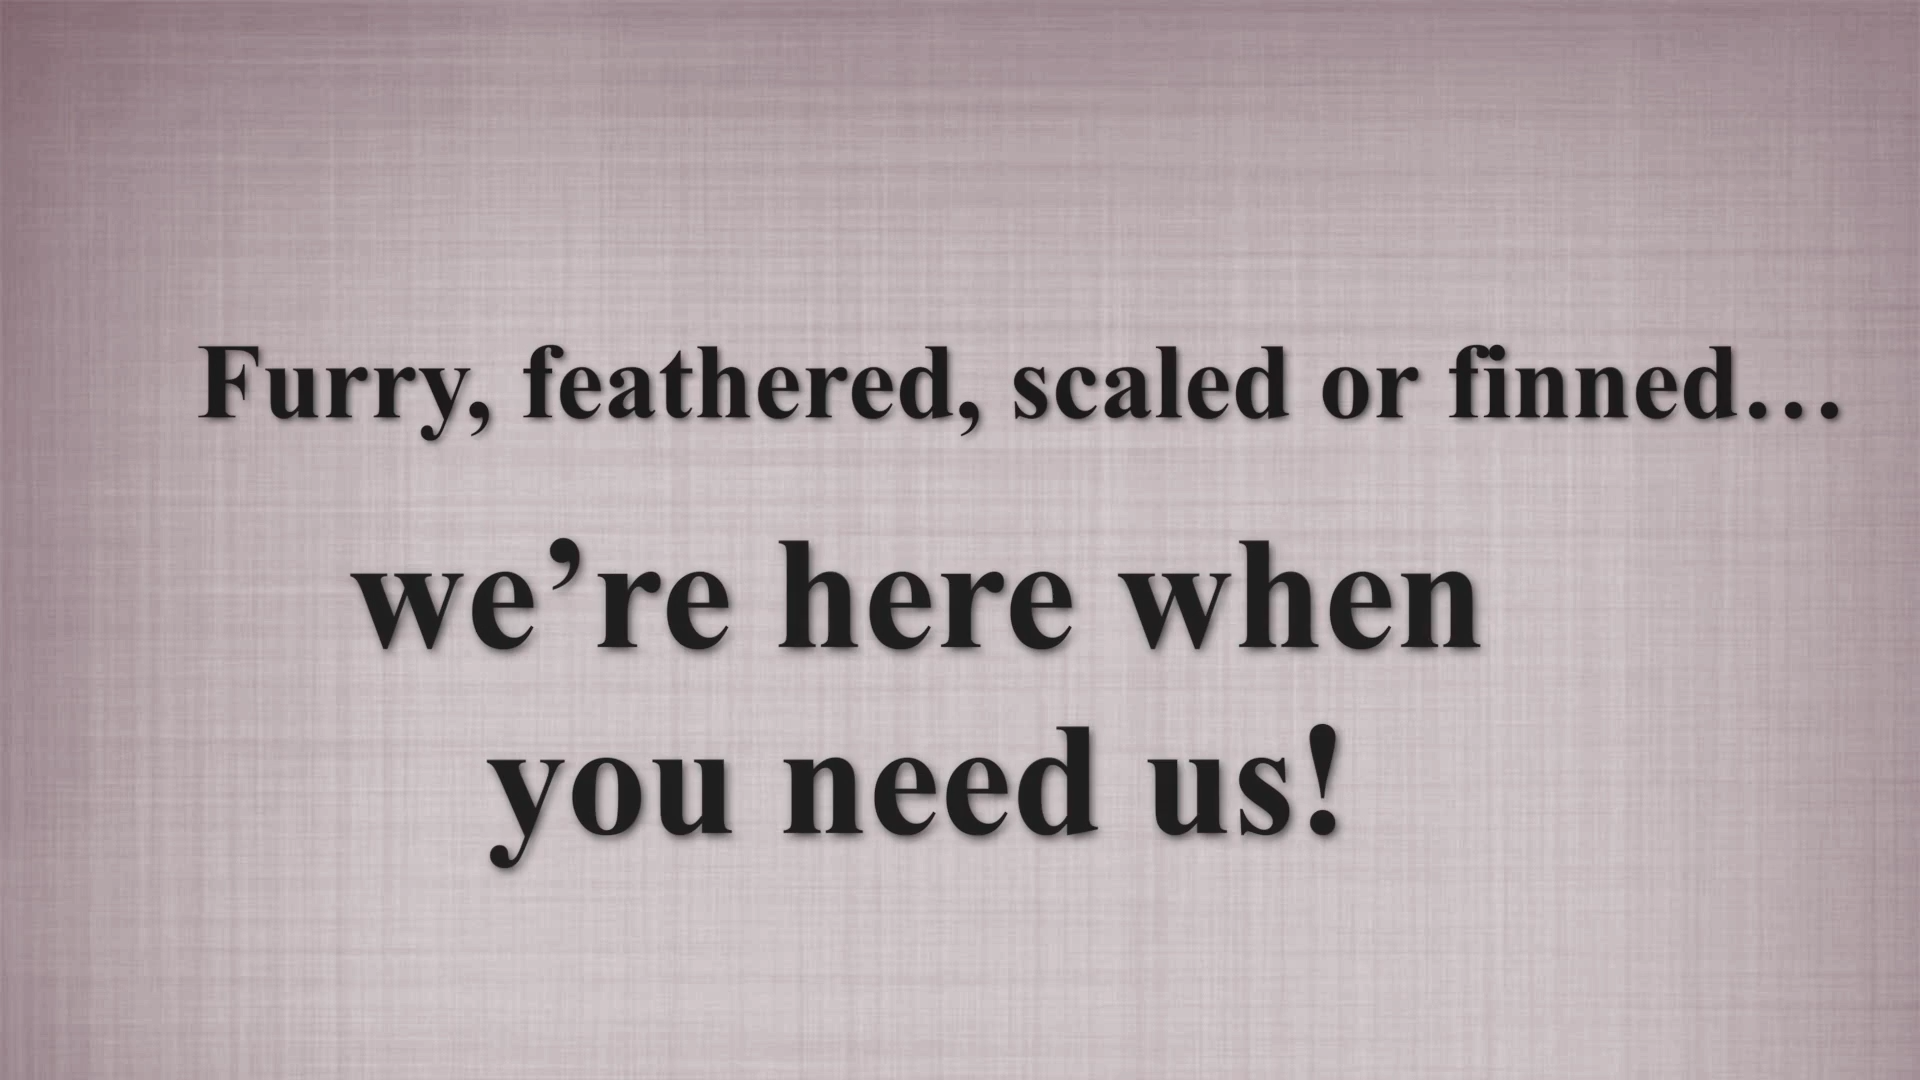 Furry, feathered, scaled or finned…
we’re here when
you need us!